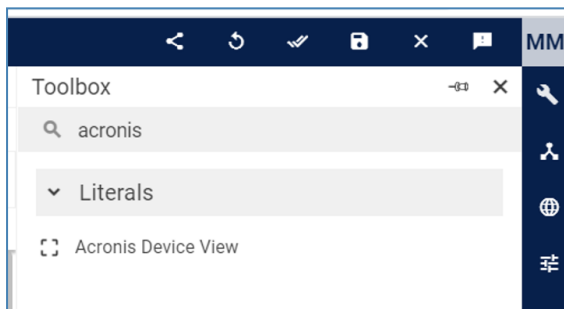 MM
Toolbox
acronis
Literals
Acronis Device View